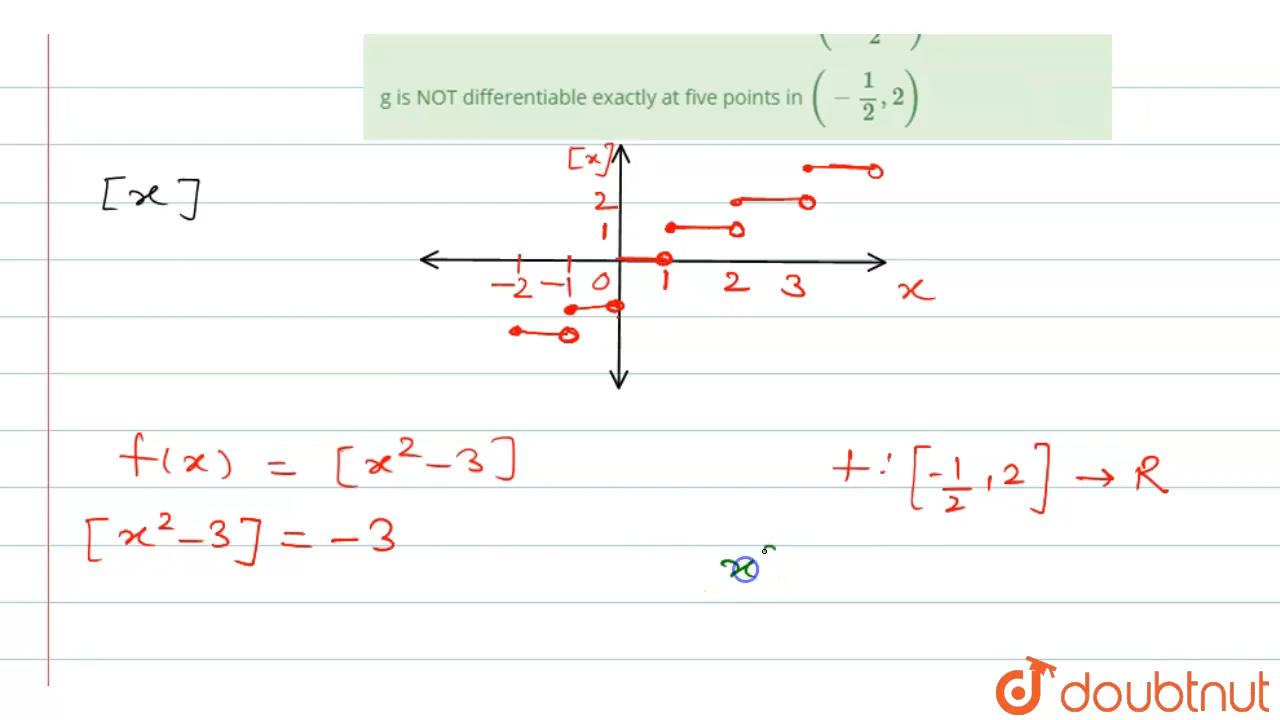 ( 2 )
g is NOT differentiable exactly at five points in (-1/2, 2)
[x]
[x]
2
1
-2 -1 0 1 2 3 x
f(x) = [x²-3]
f: [-1/2, 2] → R
[x²-3] = -3
x
doubtnut